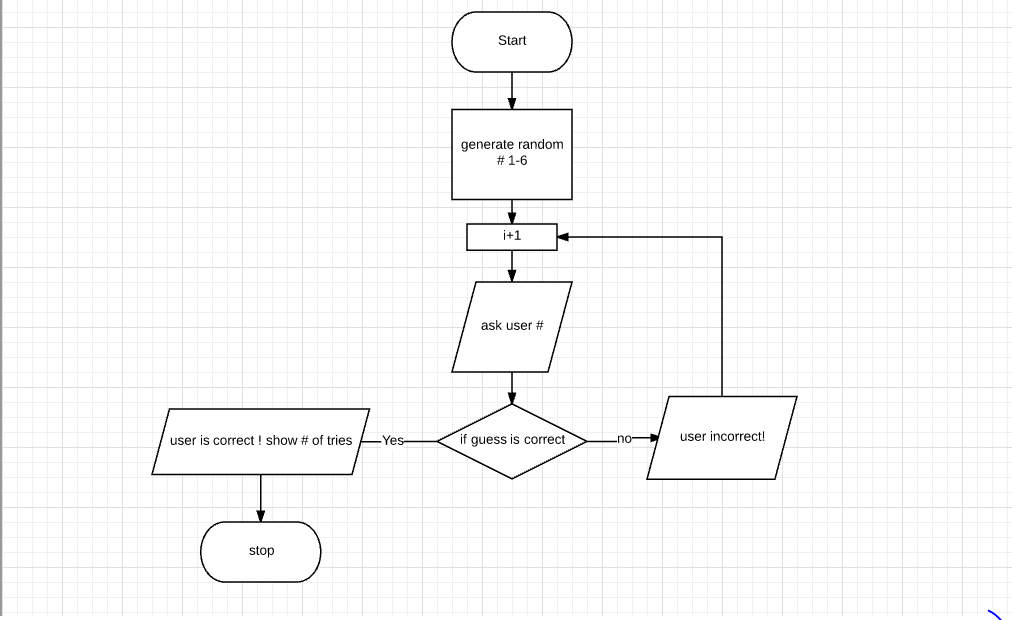 Start
generate random
# 1-6
i+1
ask user #
user is correct ! show # of tries
Yes
if guess is correct
no
user incorrect!
stop